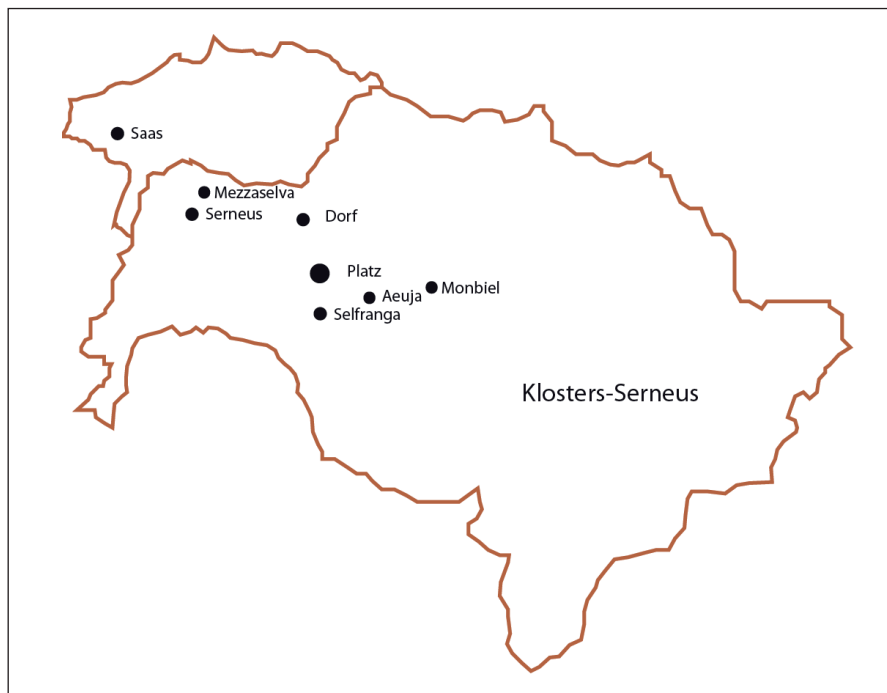 Saas
Mezzaselva
Serneus
Dorf
Platz
Monbiel
Aeuja
Selfranga
Klosters-Serneus